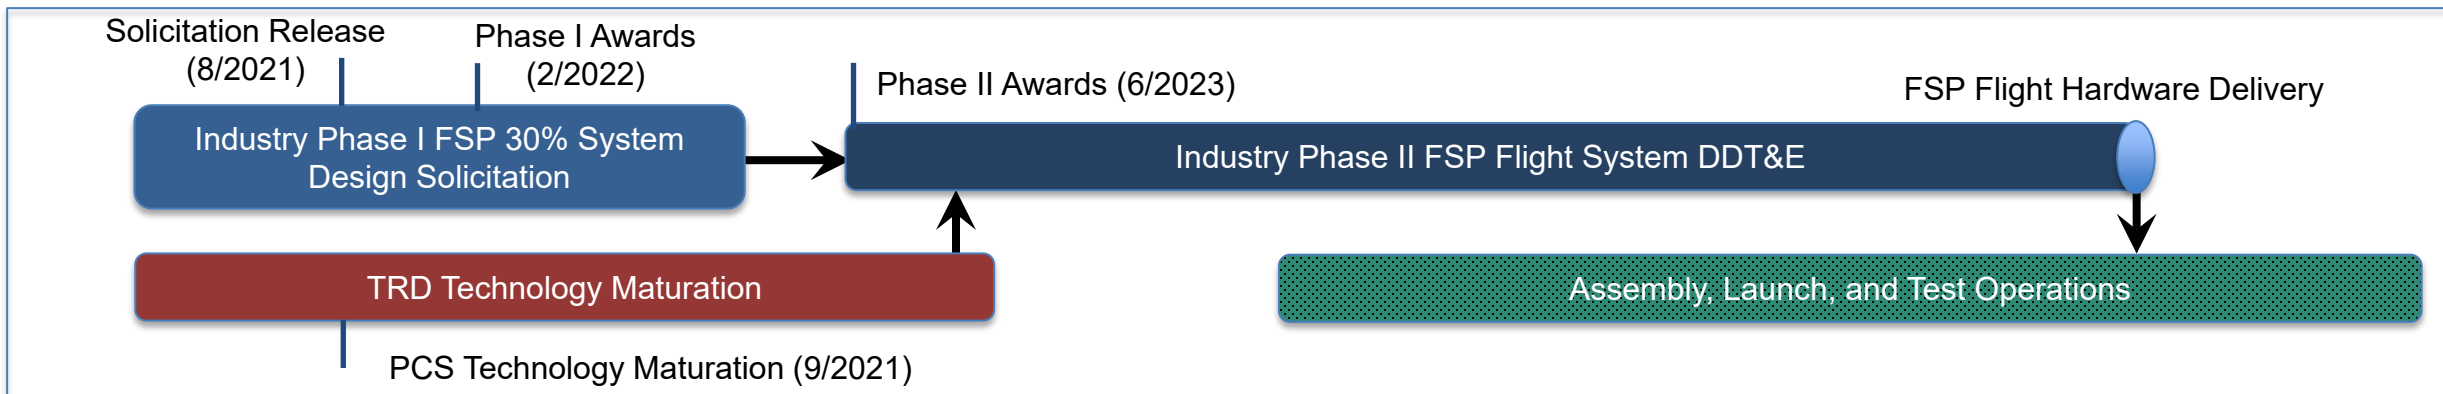 Solicitation Release
(8/2021)
Phase I Awards
(2/2022)
Phase II Awards (6/2023)
FSP Flight Hardware Delivery
Industry Phase I FSP 30% System
Design Solicitation
Industry Phase II FSP Flight System DDT&E
TRD Technology Maturation
Assembly, Launch, and Test Operations
PCS Technology Maturation (9/2021)